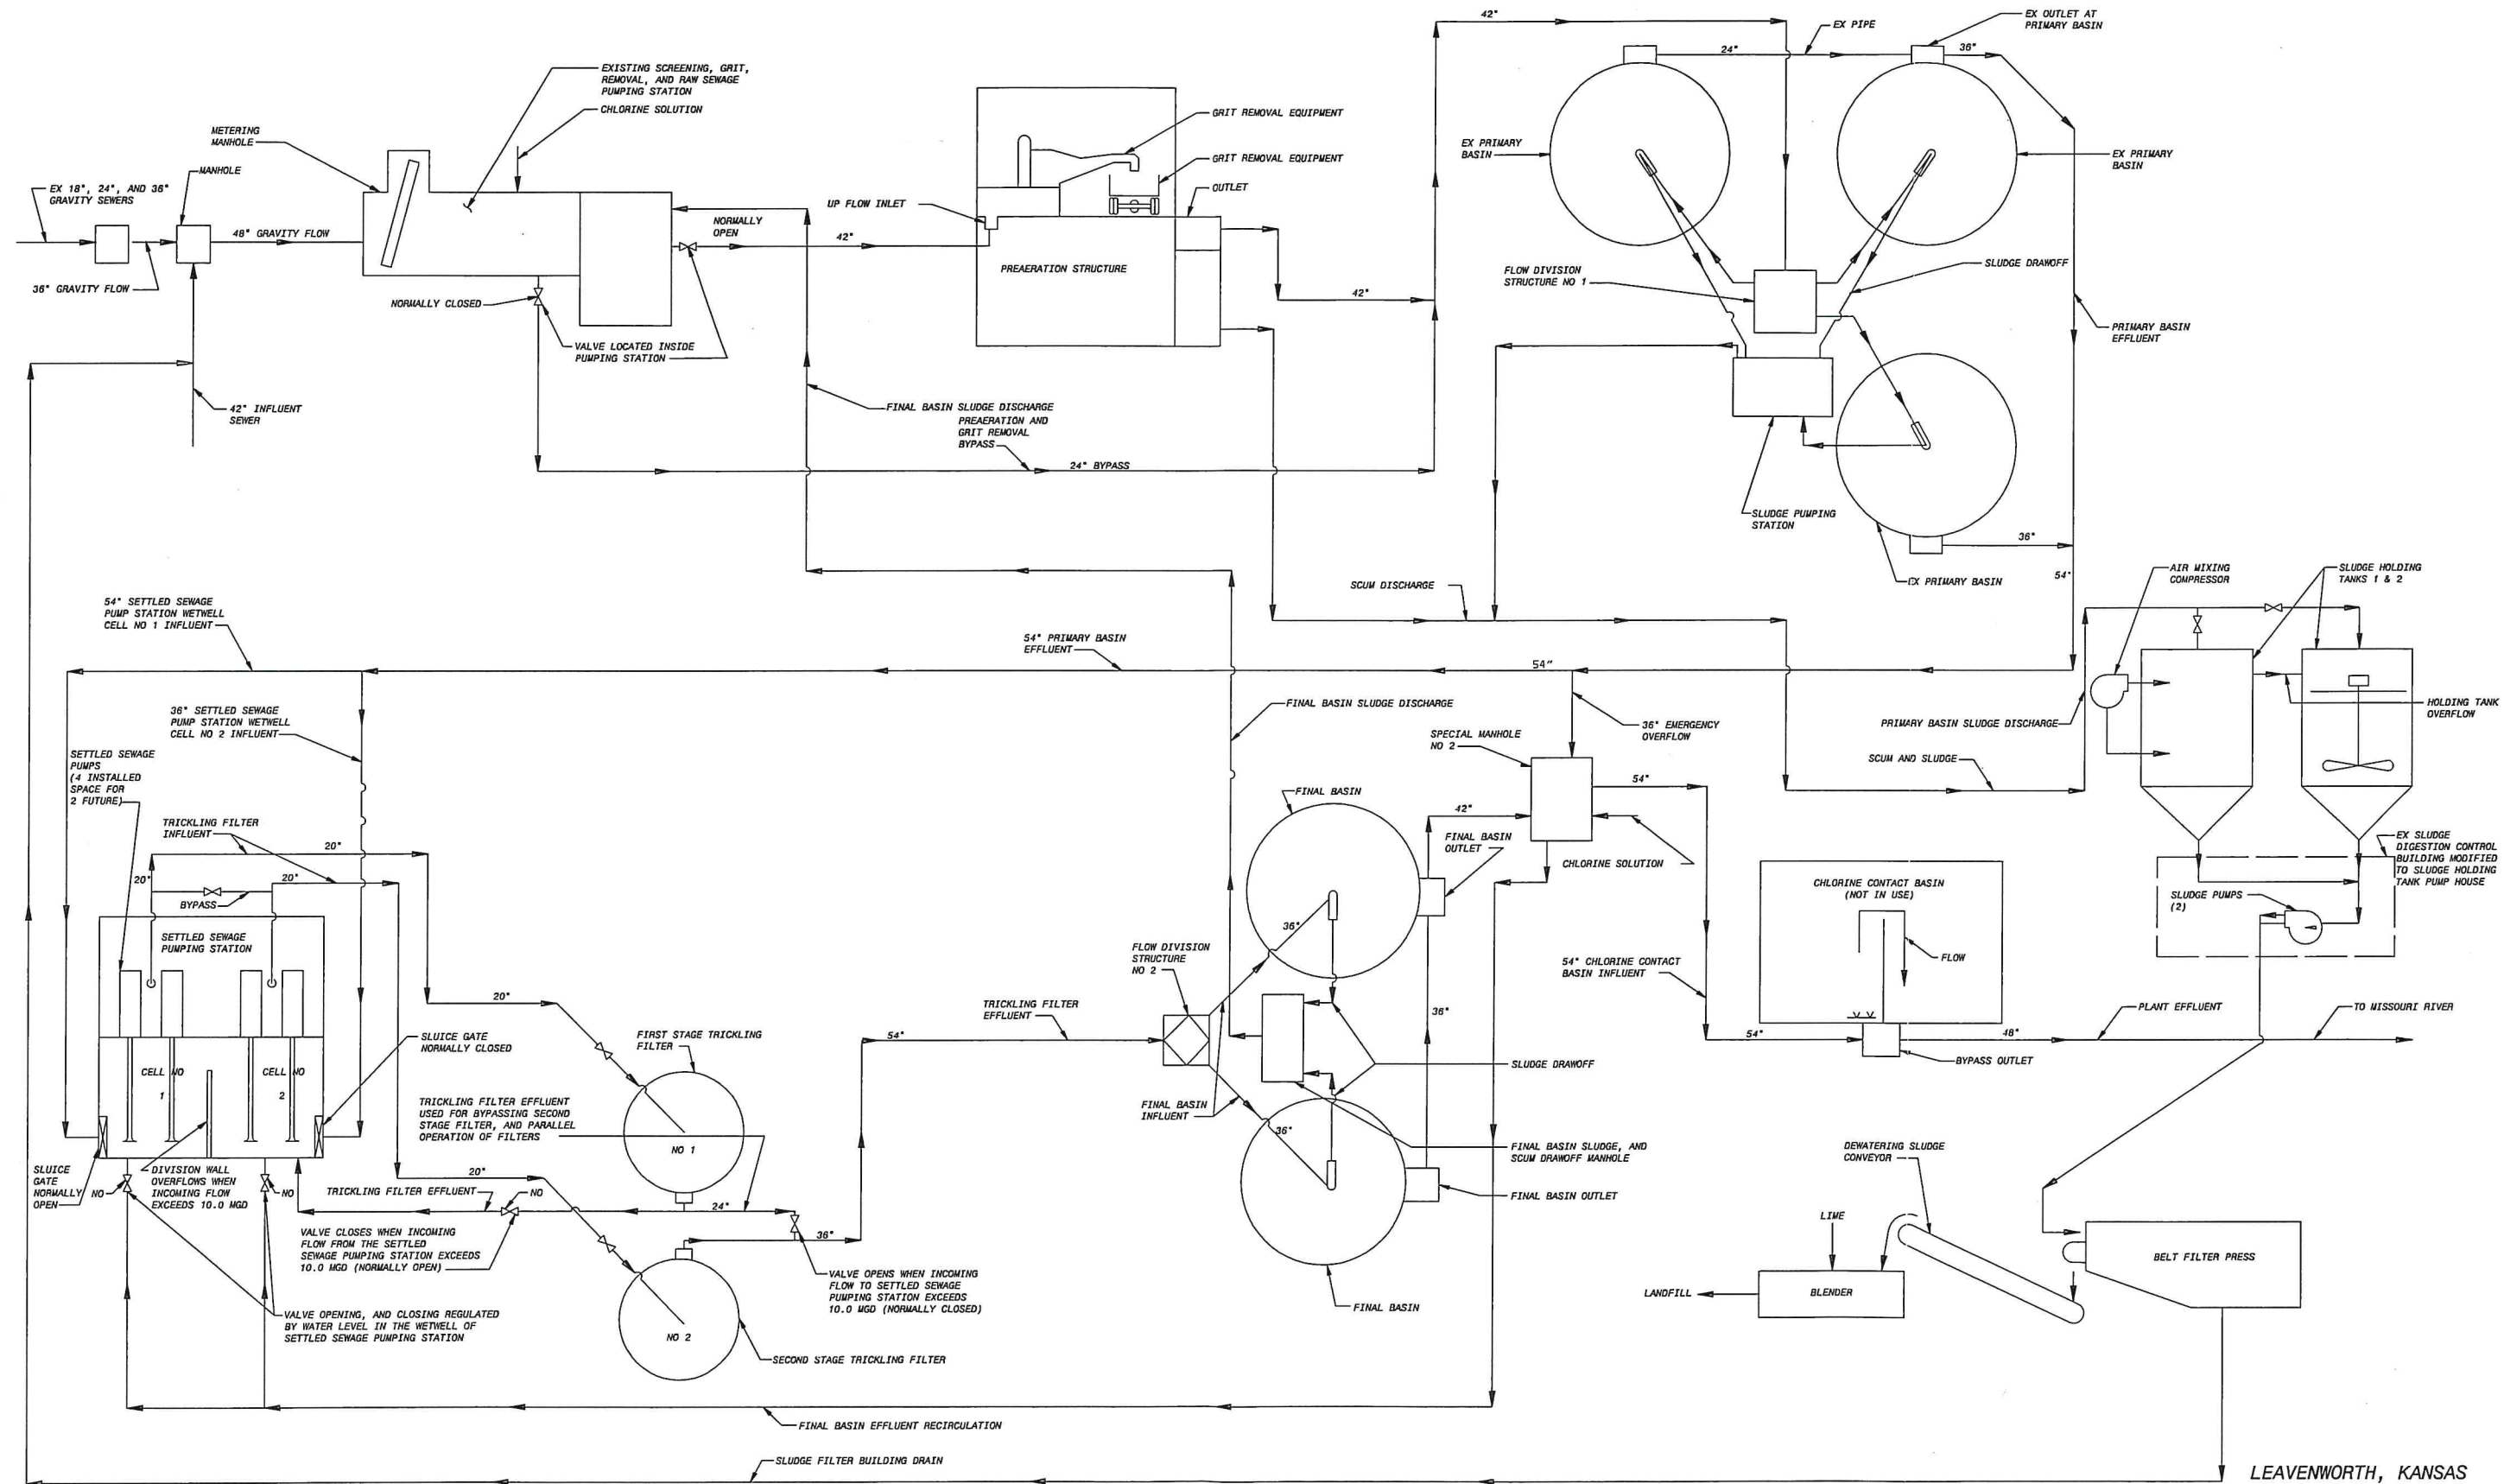 42"
EX PIPE
EX OUTLET AT
PRIMARY BASIN
24"
36"
EXISTING SCREENING, GRIT,
REMOVAL, AND RAW SEWAGE
PUMPING STATION
CHLORINE SOLUTION
METERING
MANHOLE
MANHOLE
EX 18", 24", AND 36"
GRAVITY SEWERS
48" GRAVITY FLOW
36" GRAVITY FLOW
NORMALLY CLOSED
VALVE LOCATED INSIDE
PUMPING STATION
NORMALLY
OPEN
42"
42" INFLUENT
SEWER
GRIT REMOVAL EQUIPMENT
GRIT REMOVAL EQUIPMENT
OUTLET
UP FLOW INLET
PREAERATION STRUCTURE
42"
FINAL BASIN SLUDGE DISCHARGE
PREAERATION AND
GRIT REMOVAL
BYPASS
24" BYPASS
EX PRIMARY
BASIN
EX PRIMARY
BASIN
FLOW DIVISION
STRUCTURE NO 1
SLUDGE DRAWOFF
PRIMARY BASIN
EFFLUENT
SLUDGE PUMPING
STATION
36"
EX PRIMARY BASIN
54"
SCUM DISCHARGE
AIR MIXING
COMPRESSOR
SLUDGE HOLDING
TANKS 1 & 2
54" SETTLED SEWAGE
PUMP STATION WETWELL
CELL NO 1 INFLUENT
54" PRIMARY BASIN
EFFLUENT
54"
36" SETTLED SEWAGE
PUMP STATION WETWELL
CELL NO 2 INFLUENT
FINAL BASIN SLUDGE DISCHARGE
36" EMERGENCY
OVERFLOW
PRIMARY BASIN SLUDGE DISCHARGE
HOLDING TANK
OVERFLOW
SPECIAL MANHOLE
NO 2
SCUM AND SLUDGE
SETTLED SEWAGE
PUMPS
(4 INSTALLED
SPACE FOR
2 FUTURE)
TRICKLING FILTER
INFLUENT
20"
20"
20"
BYPASS
SETTLED SEWAGE
PUMPING STATION
FINAL BASIN
42"
54"
FINAL BASIN
OUTLET
CHLORINE SOLUTION
EX SLUDGE
DIGESTION CONTROL
BUILDING MODIFIED
TO SLUDGE HOLDING
TANK PUMP HOUSE
CHLORINE CONTACT BASIN
(NOT IN USE)
SLUDGE PUMPS
(2)
FLOW
36"
FLOW DIVISION
STRUCTURE
NO 2
54" CHLORINE CONTACT
BASIN INFLUENT
20"
TRICKLING FILTER
EFFLUENT
36"
PLANT EFFLUENT
TO MISSOURI RIVER
FIRST STAGE TRICKLING
FILTER
54"
54"
48"
BYPASS OUTLET
SLUICE GATE
NORMALLY CLOSED
CELL NO
1
CELL NO
2
SLUDGE DRAWOFF
TRICKLING FILTER EFFLUENT
USED FOR BYPASSING SECOND
STAGE FILTER, AND PARALLEL
OPERATION OF FILTERS
FINAL BASIN
INFLUENT
36"
NO 1
FINAL BASIN SLUDGE, AND
SCUM DRAWOFF MANHOLE
DEWATERING SLUDGE
CONVEYOR
SLUICE
GATE
NORMALLY
OPEN
NO
DIVISION WALL
OVERFLOWS WHEN
INCOMING FLOW
EXCEEDS 10.0 MGD
NO
TRICKLING FILTER EFFLUENT
20"
NO
24"
FINAL BASIN OUTLET
VALVE CLOSES WHEN INCOMING
FLOW FROM THE SETTLED
SEWAGE PUMPING STATION EXCEEDS
10.0 MGD (NORMALLY OPEN)
36"
LIME
BELT FILTER PRESS
VALVE OPENS WHEN INCOMING
FLOW TO SETTLED SEWAGE
PUMPING STATION EXCEEDS
10.0 MGD (NORMALLY CLOSED)
LANDFILL
BLENDER
VALVE OPENING, AND CLOSING REGULATED
BY WATER LEVEL IN THE WETWELL OF
SETTLED SEWAGE PUMPING STATION
FINAL BASIN
NO 2
SECOND STAGE TRICKLING FILTER
FINAL BASIN EFFLUENT RECIRCULATION
SLUDGE FILTER BUILDING DRAIN
LEAVENWORTH, KANSAS